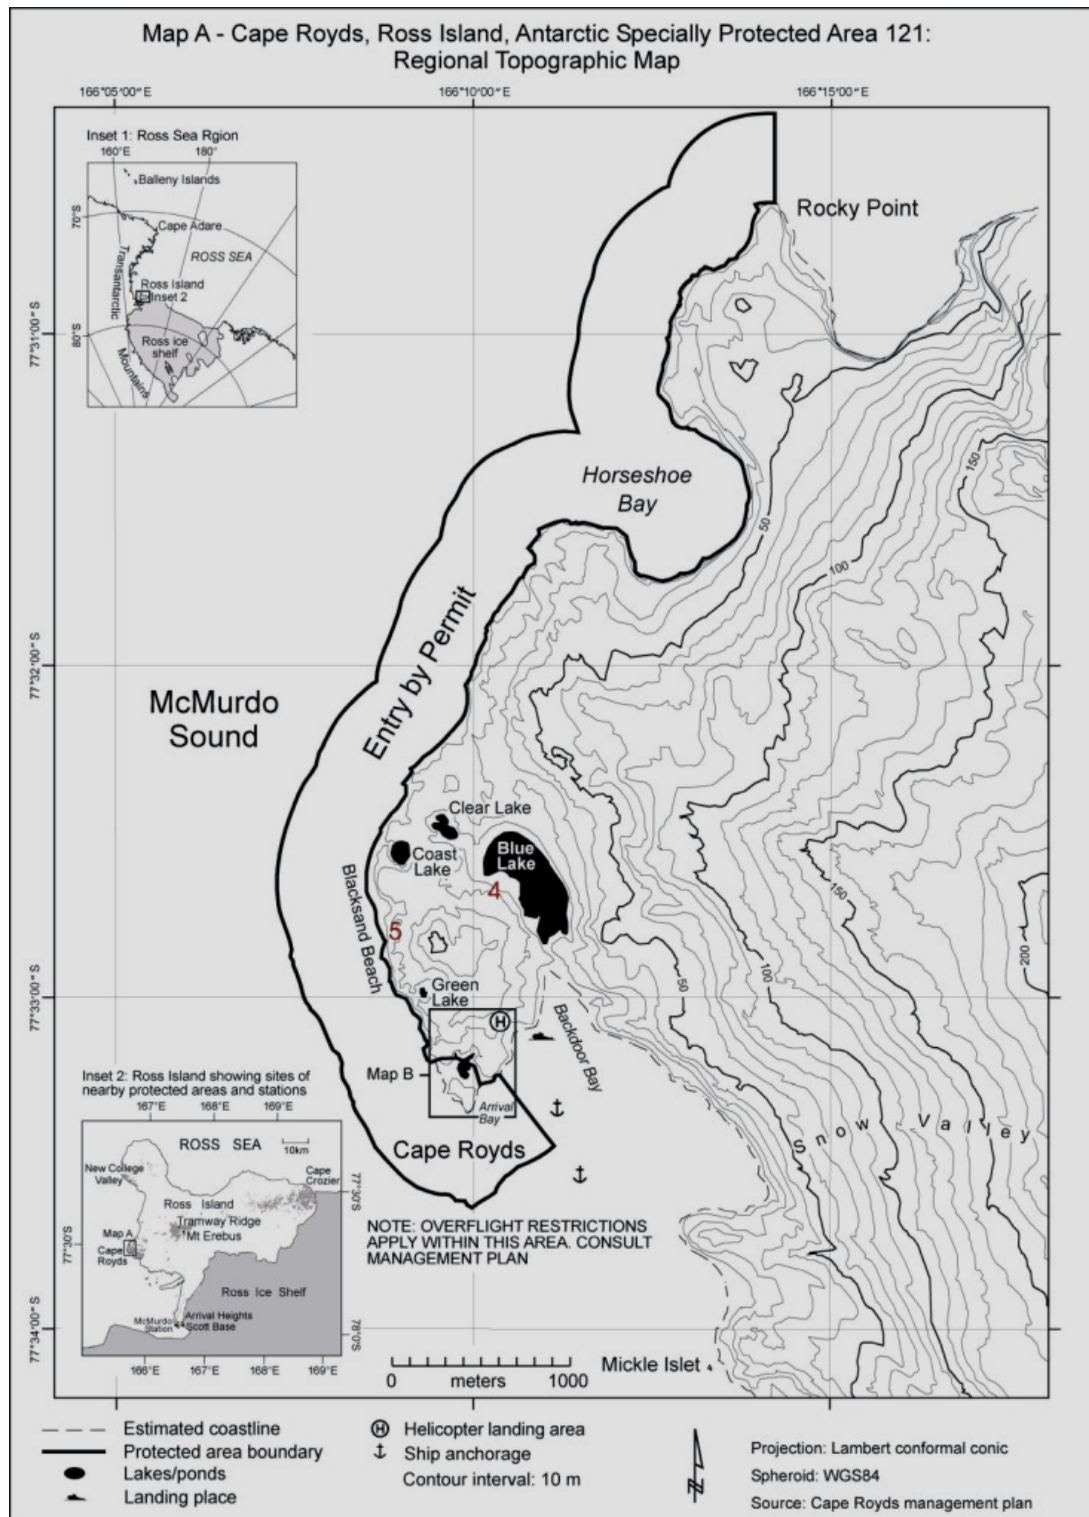 Map A - Cape Royds, Ross Island, Antarctic Specially Protected Area 121:
Regional Topographic Map
166°05'00" E
166°10'00" E
166°15'00" E
Inset 1: Ross Sea Rgion
160°E
180°
Balleny Islands
70°S
Cape Adare
ROSS SEA
Transantarctic
Mountains
Ross Island
Inset 2
80°S
Ross ice
shelf
Rocky Point
77°31'00" S
Horseshoe
Bay
50
100
150
77°32'00" S
McMurdo
Sound
Entry by Permit
Clear Lake
Coast
Lake
Blue
Lake
4
5
Blacksand Beach
150
200
100
50
77°33'00" S
Green
Lake
H
Backdoor Bay
Map B
Arrival
Bay
Snow Valley
Cape Royds
Inset 2: Ross Island showing sites of
nearby protected areas and stations
167°E
168°E
169°E
ROSS SEA
10km
New College
Valley
Cape
Crozier
77°30'S
Ross Island
Tramway Ridge
Mt Erebus
Map A
77°30'S
Cape
Royds
Ross Ice Shelf
McMurdo
Station
Arrival Heights
Scott Base
78°0'S
166°E
167°E
168°E
169°E
NOTE: OVERFLIGHT RESTRICTIONS
APPLY WITHIN THIS AREA. CONSULT
MANAGEMENT PLAN
77°34'00" S
Mickle Islet
0 meters 1000
Estimated coastline
Protected area boundary
Lakes/ponds
Landing place
H Helicopter landing area
Ship anchorage
Contour interval: 10 m
N
Projection: Lambert conformal conic
Spheroid: WGS84
Source: Cape Royds management plan